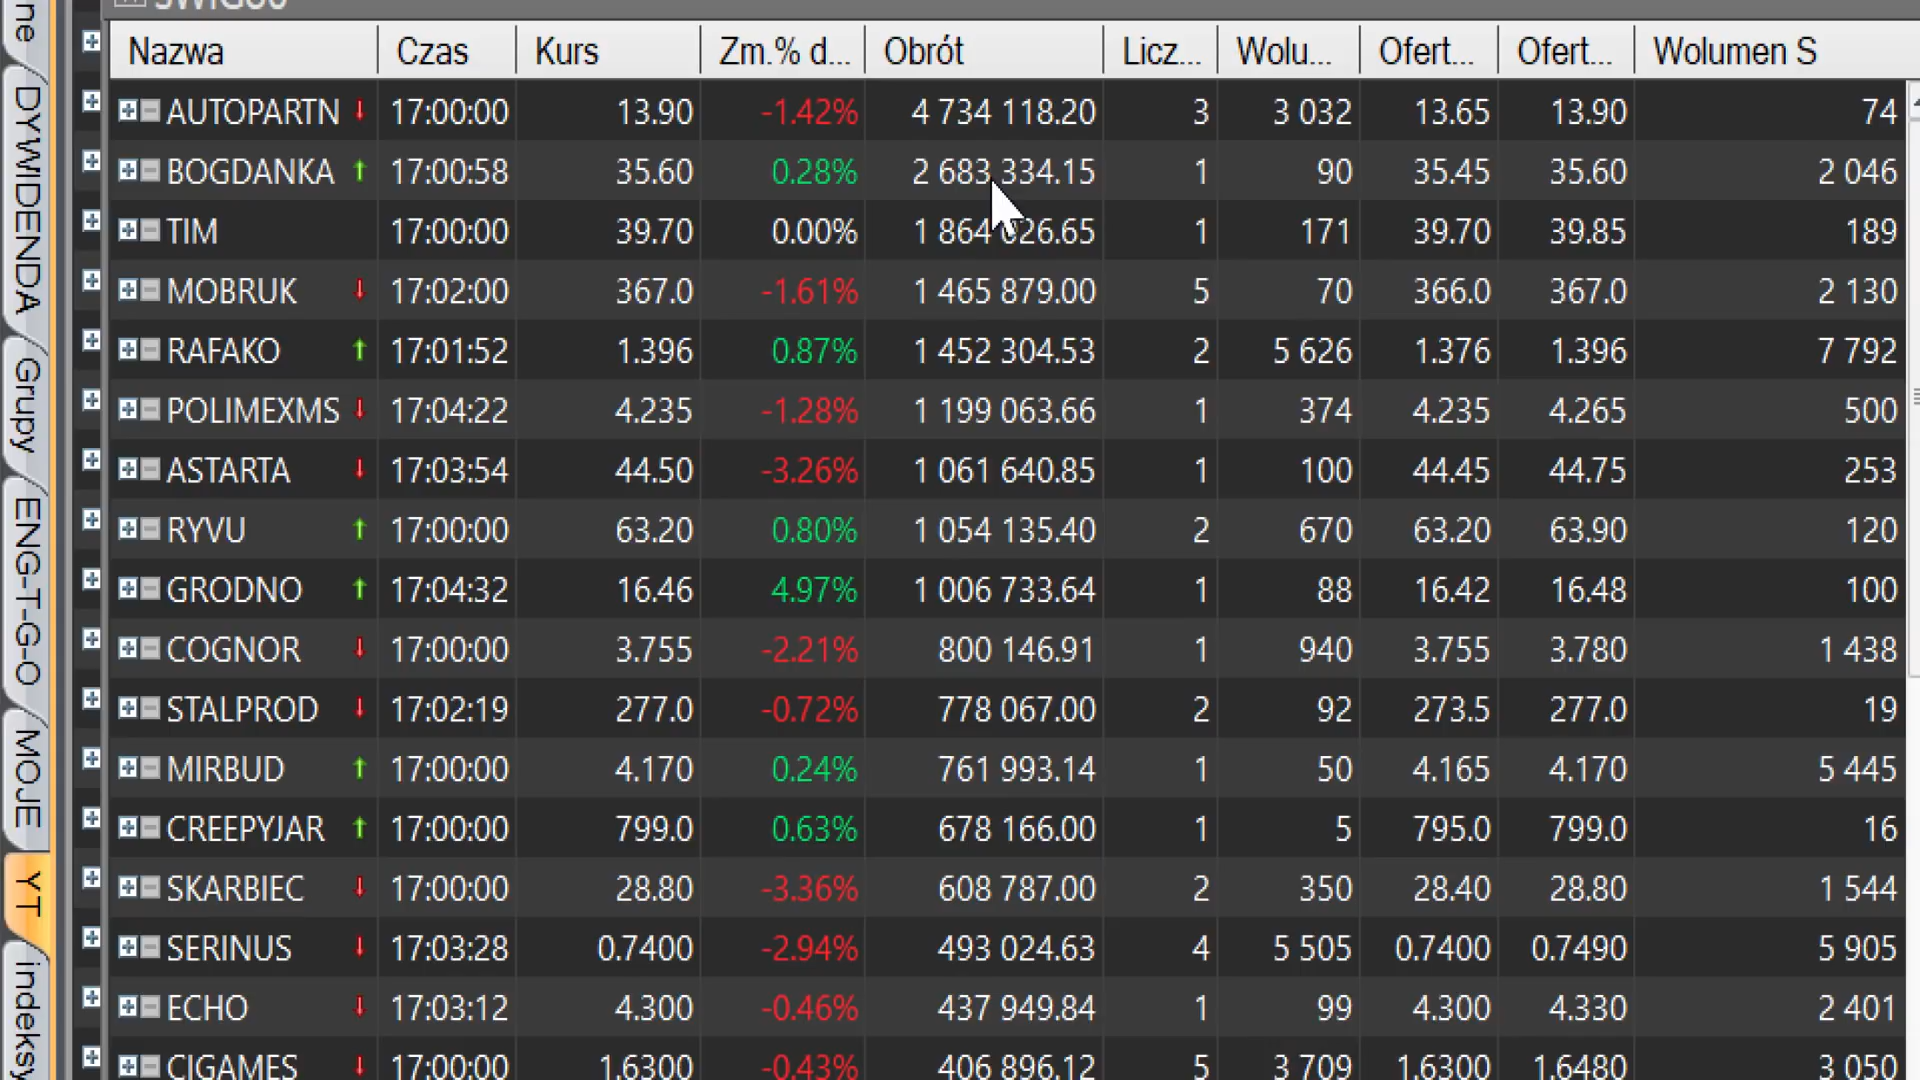 Nazwa Czas Kurs Zm.% d... Obrót Licz... Wolu... Ofert... Ofert... Wolumen S
AUTOPARTN 17:00:00 13.90 -1.42% 4 734 118.20 3 3 032 13.65 13.90 74
BOGDANKA 17:00:58 35.60 0.28% 2 683 334.15 1 90 35.45 35.60 2 046
TIM 17:00:00 39.70 0.00% 1 864 026.65 1 171 39.70 39.85 189
MOBRUK 17:02:00 367.0 -1.61% 1 465 879.00 5 70 366.0 367.0 2 130
RAFAKO 17:01:52 1.396 0.87% 1 452 304.53 2 5 626 1.376 1.396 7 792
POLIMEXMS 17:04:22 4.235 -1.28% 1 199 063.66 1 374 4.235 4.265 500
ASTARTA 17:03:54 44.50 -3.26% 1 061 640.85 1 100 44.45 44.75 253
RYVU 17:00:00 63.20 0.80% 1 054 135.40 2 670 63.20 63.90 120
GRODNO 17:04:32 16.46 4.97% 1 006 733.64 1 88 16.42 16.48 100
COGNOR 17:00:00 3.755 -2.21% 800 146.91 1 940 3.755 3.780 1 438
STALPROD 17:02:19 277.0 -0.72% 778 067.00 2 92 273.5 277.0 19
MIRBUD 17:00:00 4.170 0.24% 761 993.14 1 50 4.165 4.170 5 445
CREEPYJAR 17:00:00 799.0 0.63% 678 166.00 1 5 795.0 799.0 16
SKARBIEC 17:00:00 28.80 -3.36% 608 787.00 2 350 28.40 28.80 1 544
SERINUS 17:03:28 0.7400 -2.94% 493 024.63 4 5 505 0.7400 0.7490 5 905
ECHO 17:03:12 4.300 -0.46% 437 949.84 1 99 4.300 4.330 2 401
CIGAMES 17:00:00 1.6300 -0.43% 406 896.12 5 3 709 1.6300 1.6480 3 050
ne
DYWIDENDA
Grupy
ENG-T-G-O
MOJE
YT
indeksy